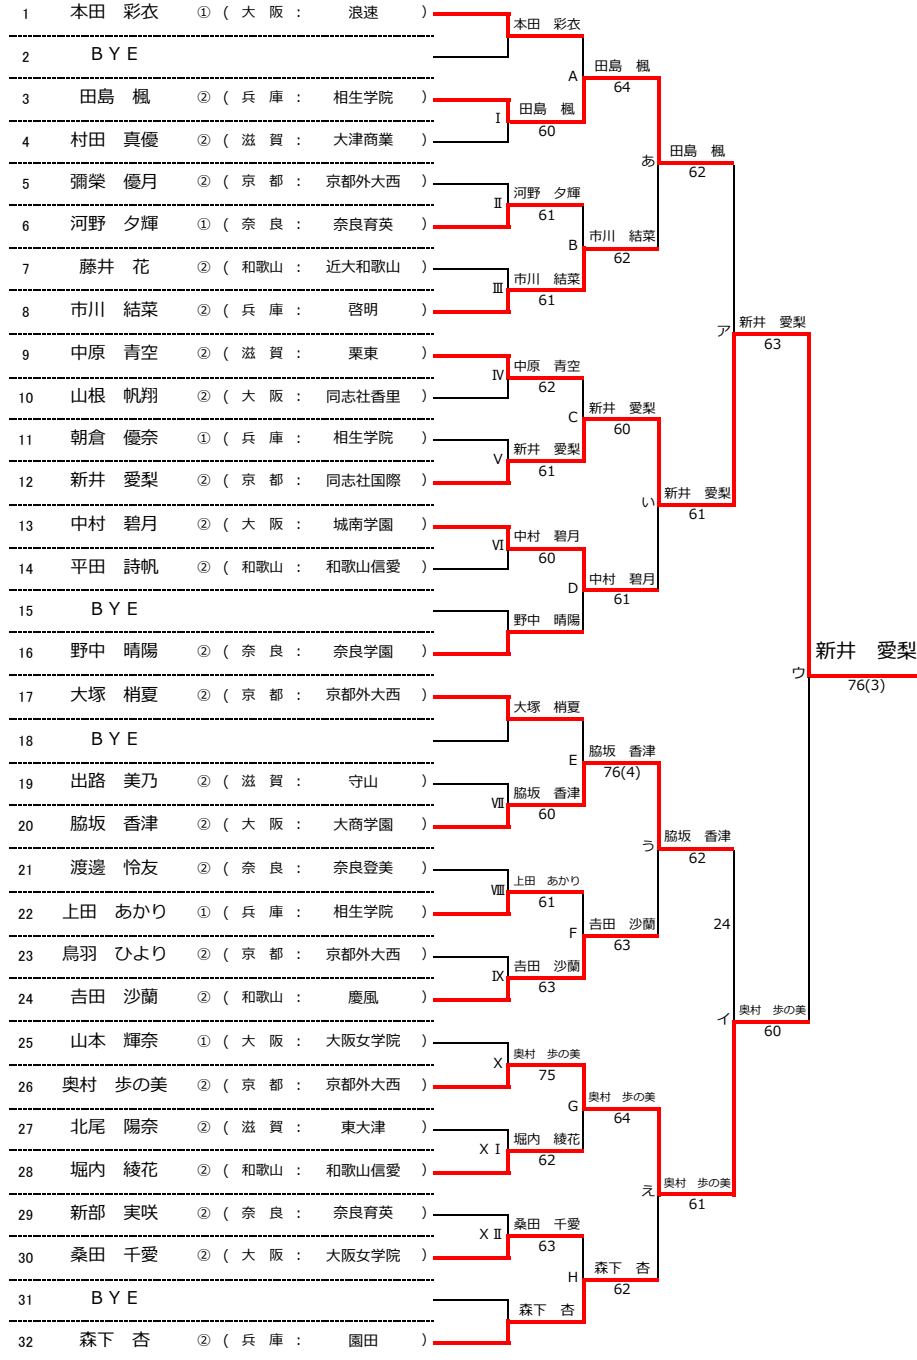 1 本田 彩衣 ① ( 大 阪 : 浪速 )
2 ＢＹＥ
3 田島 楓 ② ( 兵 庫 : 相生学院 )
4 村田 真優 ② ( 滋 賀 : 大津商業 )
5 彌榮 優月 ② ( 京 都 : 京都外大西 )
6 河野 夕輝 ① ( 奈 良 : 奈良育英 )
7 藤井 花 ② ( 和歌山 : 近大和歌山 )
8 市川 結菜 ② ( 兵 庫 : 啓明 )
9 中原 青空 ② ( 滋 賀 : 栗東 )
10 山根 帆翔 ② ( 大 阪 : 同志社香里 )
11 朝倉 優奈 ① ( 兵 庫 : 相生学院 )
12 新井 愛梨 ② ( 京 都 : 同志社国際 )
13 中村 碧月 ② ( 大 阪 : 城南学園 )
14 平田 詩帆 ② ( 和歌山 : 和歌山信愛 )
15 ＢＹＥ
16 野中 晴陽 ② ( 奈 良 : 奈良学園 )
17 大塚 梢夏 ② ( 京 都 : 京都外大西 )
18 ＢＹＥ
19 出路 美乃 ② ( 滋 賀 : 守山 )
20 脇坂 香津 ② ( 大 阪 : 大商学園 )
21 渡邊 怜友 ② ( 奈 良 : 奈良登美 )
22 上田 あかり ① ( 兵 庫 : 相生学院 )
23 鳥羽 ひより ② ( 京 都 : 京都外大西 )
24 吉田 沙蘭 ② ( 和歌山 : 慶風 )
25 山本 輝奈 ① ( 大 阪 : 大阪女学院 )
26 奥村 歩の美 ② ( 京 都 : 京都外大西 )
27 北尾 陽奈 ② ( 滋 賀 : 東大津 )
28 堀内 綾花 ② ( 和歌山 : 和歌山信愛 )
29 新部 実咲 ② ( 奈 良 : 奈良育英 )
30 桑田 千愛 ② ( 大 阪 : 大阪女学院 )
31 ＢＹＥ
32 森下 杏 ② ( 兵 庫 : 園田 )
本田 彩衣
Ⅰ
田島 楓
60
Ⅱ
河野 夕輝
61
Ⅲ
市川 結菜
61
Ⅳ
中原 青空
62
Ⅴ
新井 愛梨
61
Ⅵ
中村 碧月
60
野中 晴陽
大塚 梢夏
Ⅶ
脇坂 香津
60
Ⅷ
上田 あかり
61
Ⅸ
吉田 沙蘭
63
Ⅹ
奥村 歩の美
75
ＸⅠ
堀内 綾花
62
ＸⅡ
桑田 千愛
63
森下 杏
A
田島 楓
64
B
市川 結菜
62
C
新井 愛梨
60
D
中村 碧月
61
E
脇坂 香津
76(4)
F
吉田 沙蘭
63
G
奥村 歩の美
64
H
森下 杏
62
あ
田島 楓
62
い
新井 愛梨
61
う
脇坂 香津
62
24
え
奥村 歩の美
61
ア
新井 愛梨
63
イ
奥村 歩の美
60
ウ
新井 愛梨
76(3)